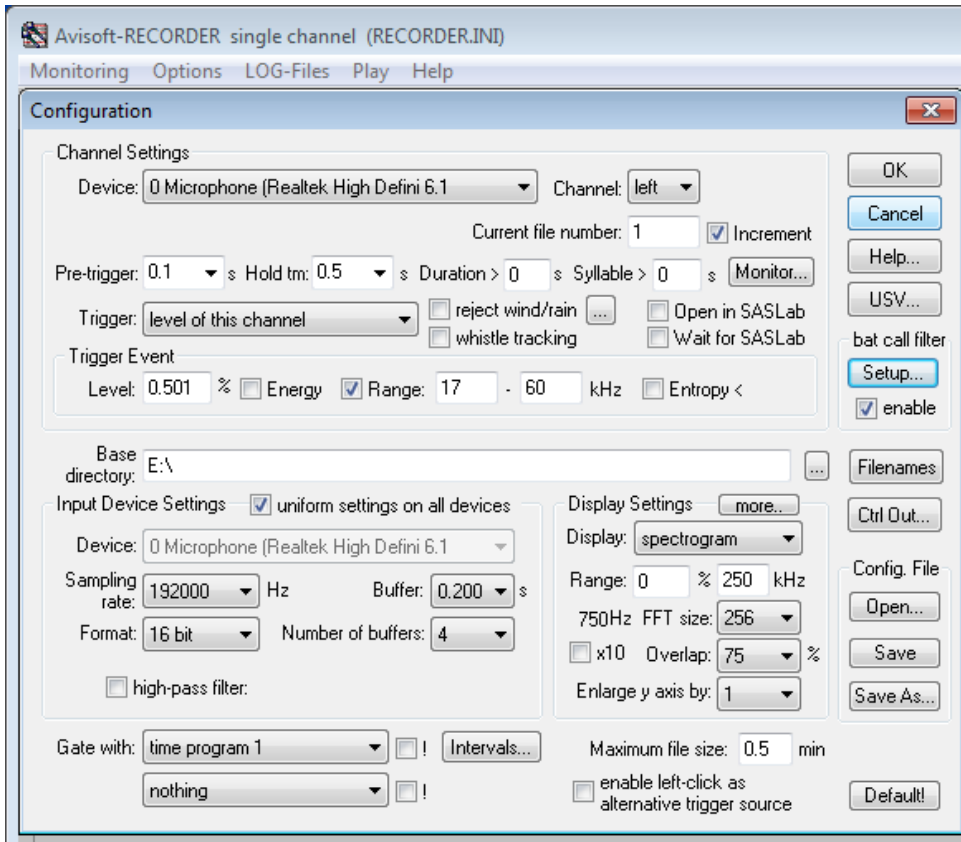 Avisoft-RECORDER single channel (RECORDER.INI)
Monitoring Options LOG-Files Play Help
Configuration
Channel Settings
Device: 0 Microphone (Realtek High Defini 6.1 Channel: left
OK
Cancel
Current file number: 1 Increment
Help...
Pre-trigger: 0.1 s Hold tm: 0.5 s Duration > 0 s Syllable > 0 s Monitor...
USV...
Trigger: level of this channel reject wind/rain ... Open in SASLab
whistle tracking Wait for SASLab
bat call filter
Trigger Event
Setup...
Level: 0.501 % Energy Range: 17 - 60 kHz Entropy <
enable
Base directory: E:\ ...
Filenames
Input Device Settings uniform settings on all devices
Display Settings more..
Ctrl Out...
Device: 0 Microphone (Realtek High Defini 6.1
Display: spectrogram
Sampling rate: 192000 Hz Buffer: 0.200 s
Range: 0 % 250 kHz
Config. File
Open...
Format: 16 bit Number of buffers: 4
750Hz FFT size: 256
x10 Overlap: 75 %
Save
high-pass filter:
Enlarge y axis by: 1
Save As...
Gate with: time program 1 ! Intervals...
Maximum file size: 0.5 min
nothing !
enable left-click as
alternative trigger source
Default!